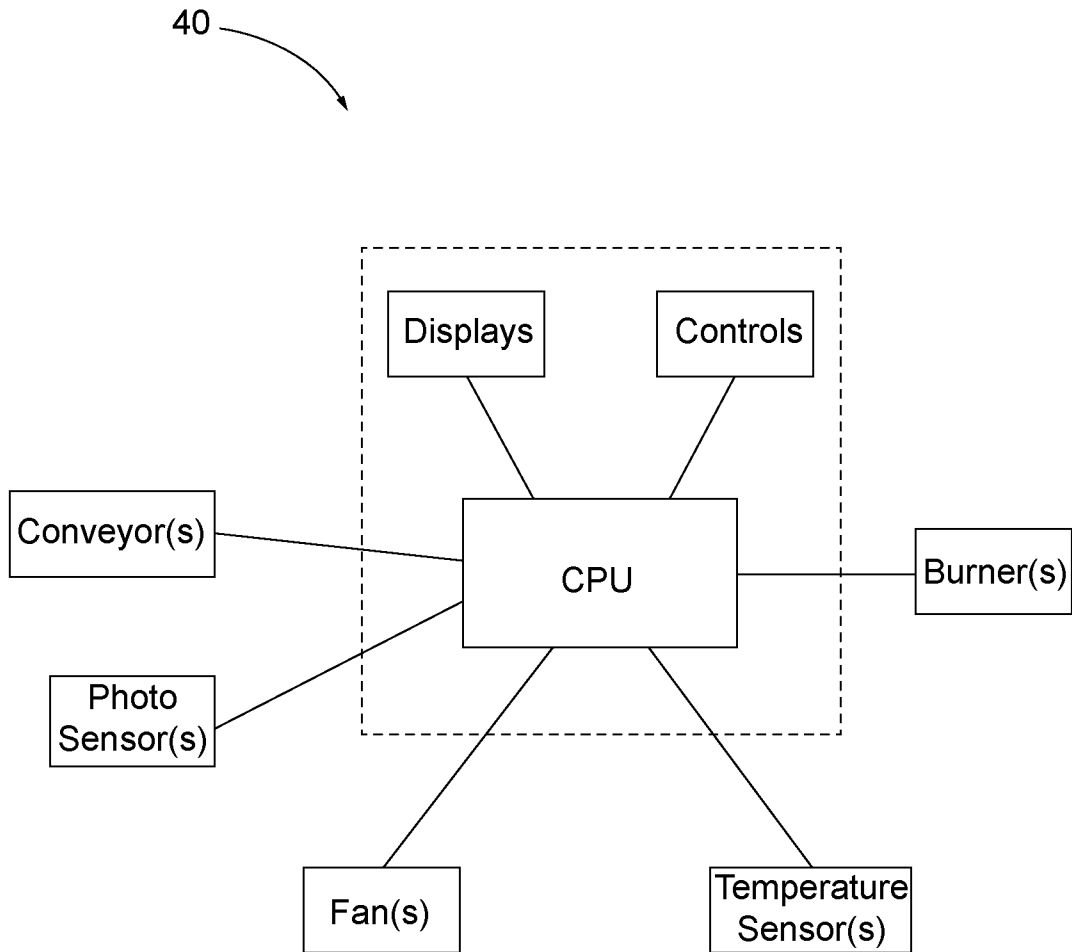 40
Displays
Controls
Conveyor(s)
CPU
Burner(s)
Photo
Sensor(s)
Fan(s)
Temperature
Sensor(s)